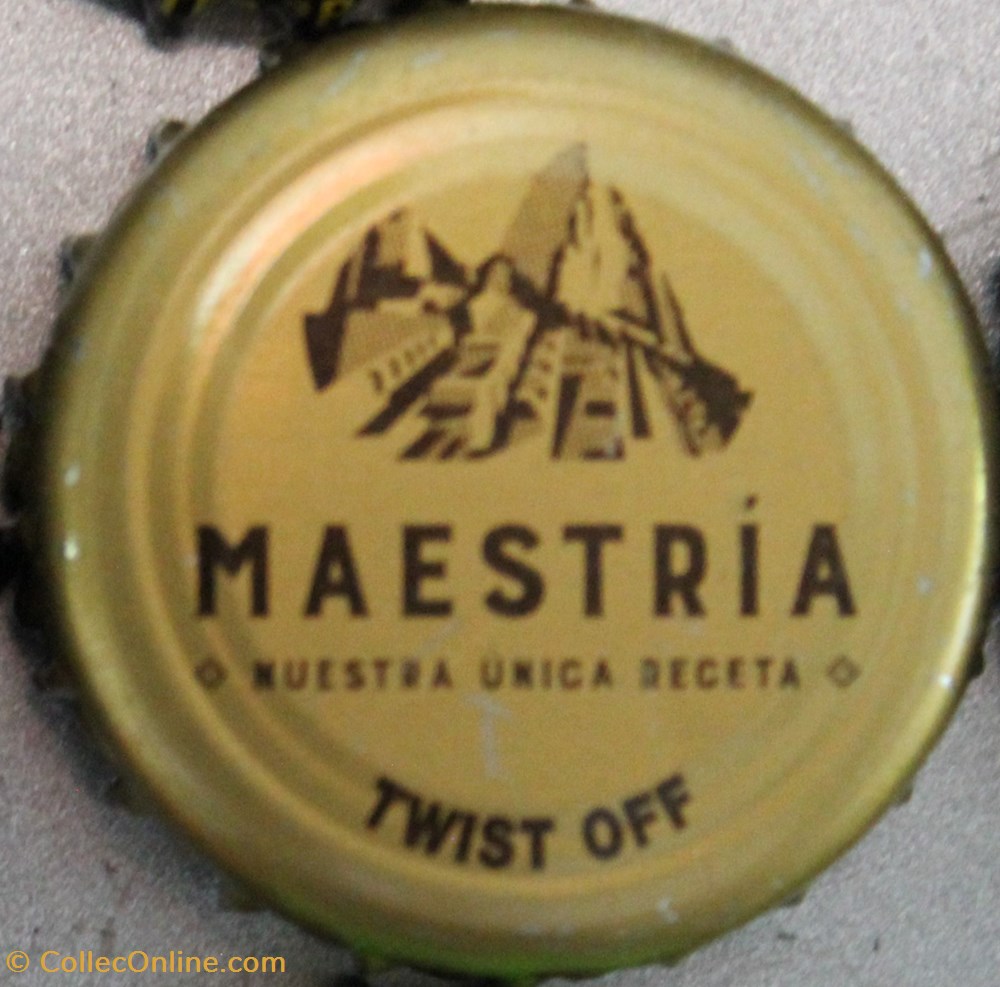 MAESTRÍA
NUESTRA ÚNICA RECETA
TWIST OFF
© CollecOnline.com